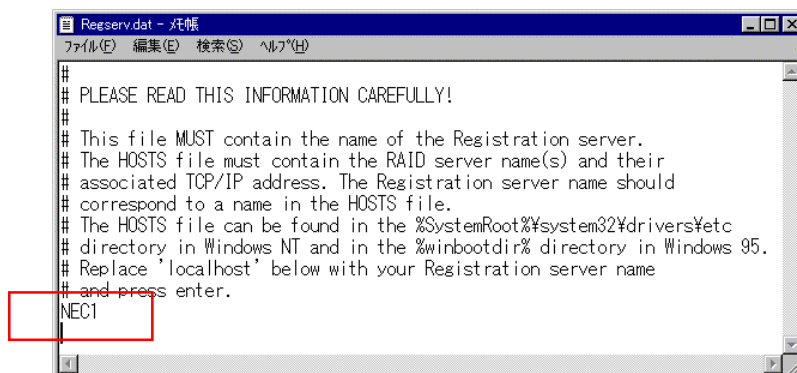 Regserv.dat - メモ帳
ファイル(F) 編集(E) 検索(S) ヘルプ(H)
#
# PLEASE READ THIS INFORMATION CAREFULLY!
#
# This file MUST contain the name of the Registration server.
# The HOSTS file must contain the RAID server name(s) and their
# associated TCP/IP address. The Registration server name should
# correspond to a name in the HOSTS file.
# The HOSTS file can be found in the %SystemRoot%¥system32¥drivers¥etc
# directory in Windows NT and in the %winbootdir% directory in Windows 95.
# Replace 'localhost' below with your Registration server name
# and press enter.
NEC1